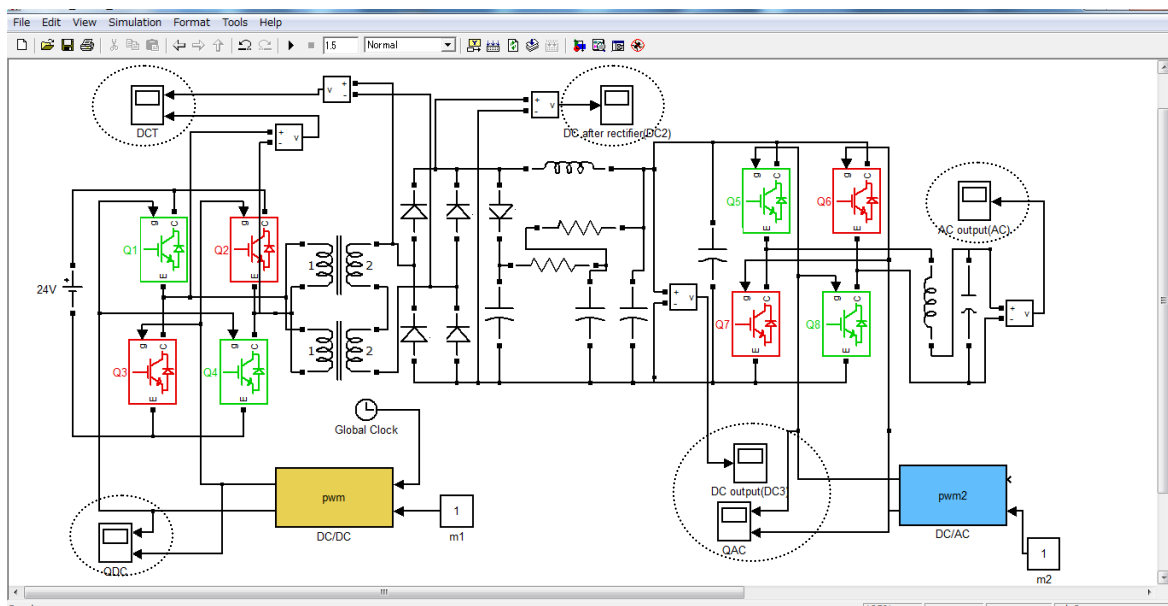 File Edit View Simulation Format Tools Help
1.5 Normal
DCT
v + -
+ - v
+ - v
DC after rectifier(DC2)
g C
Q5
E
g C
Q6
E
AC output(AC)
g C
Q1
E
g C
Q2
E
24V
1 2
1 2
+ - v
g C
Q7
E
g C
Q8
E
+ - v
g C
Q3
E
g C
Q4
E
Global Clock
pwm
DC/DC
1
m1
DC output(DC3)
QAC
pwm2
DC/AC
1
m2
QDC